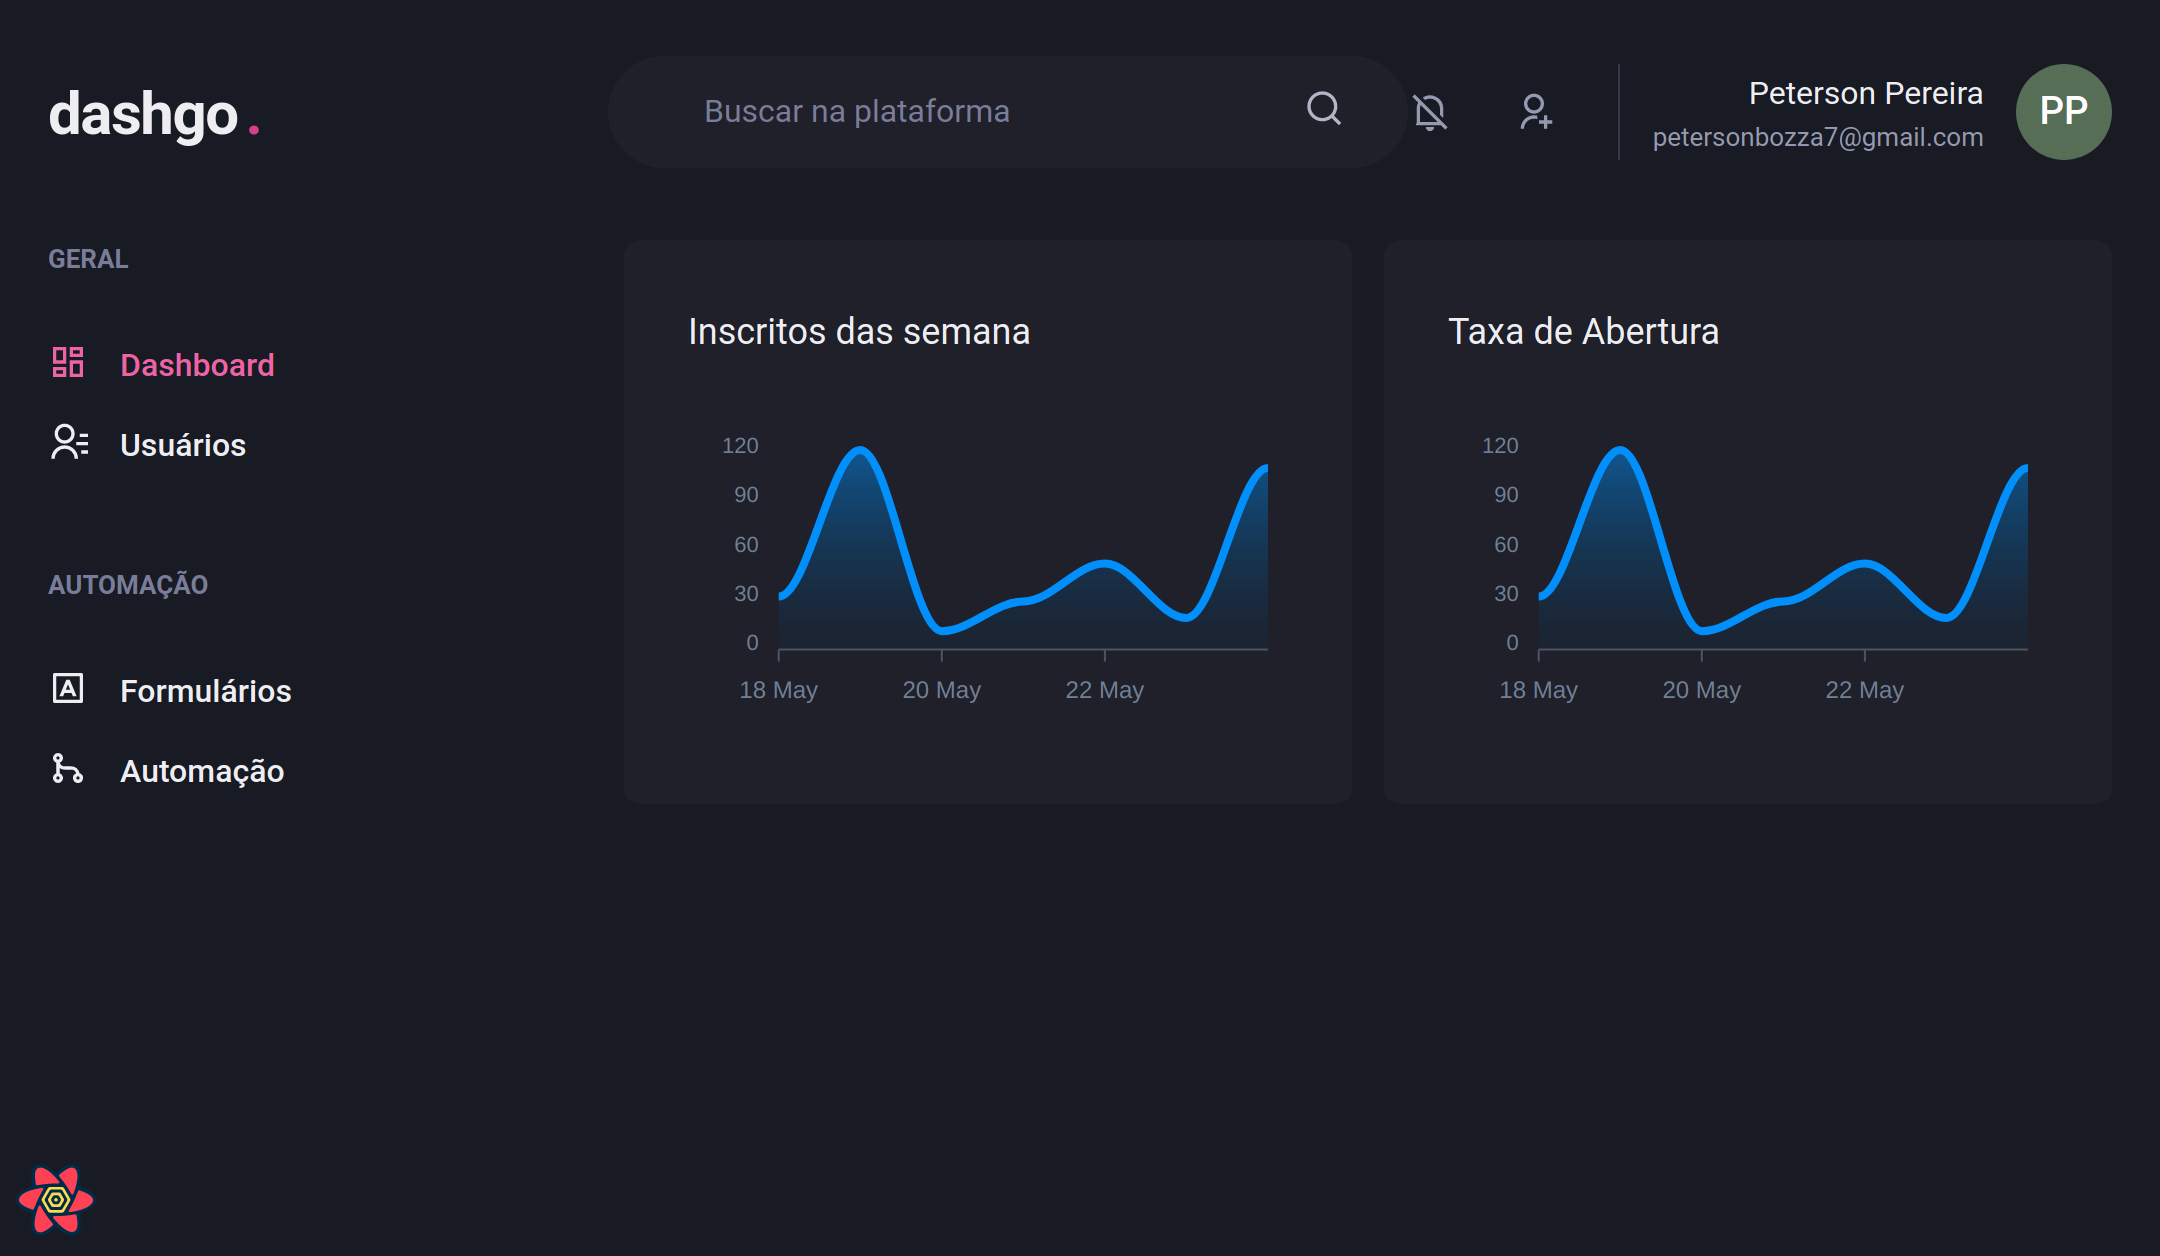 dashgo.
Buscar na plataforma
Peterson Pereira
petersonbozza7@gmail.com
PP
GERAL
Dashboard
Usuários
AUTOMAÇÃO
Formulários
Automação
Inscritos das semana
120
90
60
30
0
18 May 20 May 22 May
Taxa de Abertura
120
90
60
30
0
18 May 20 May 22 May